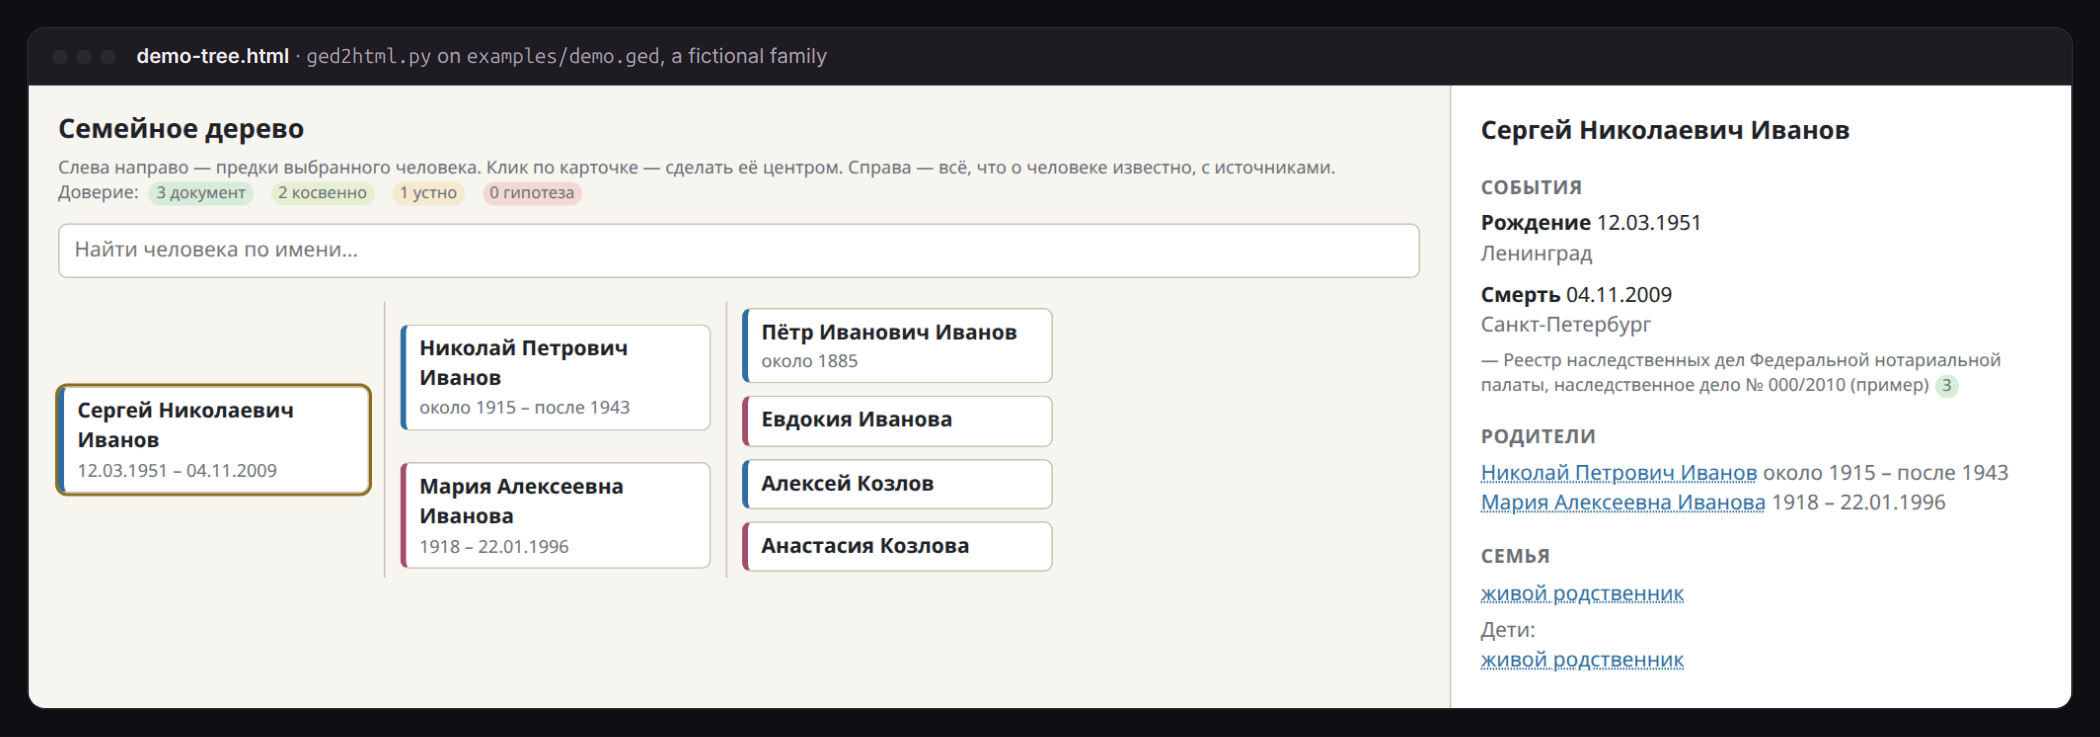 demo-tree.html · ged2html.py on examples/demo.ged, a fictional family
Семейное дерево
Слева направо — предки выбранного человека. Клик по карточке — сделать её центром. Справа — всё, что о человеке известно, с источниками.
Доверие: 3 документ 2 косвенно 1 устно 0 гипотеза
Найти человека по имени...
Сергей Николаевич
Иванов
12.03.1951 – 04.11.2009
Николай Петрович
Иванов
около 1915 – после 1943
Мария Алексеевна
Иванова
1918 – 22.01.1996
Пётр Иванович Иванов
около 1885
Евдокия Иванова
Алексей Козлов
Анастасия Козлова
Сергей Николаевич Иванов
СОБЫТИЯ
Рождение 12.03.1951
Ленинград
Смерть 04.11.2009
Санкт-Петербург
— Реестр наследственных дел Федеральной нотариальной
палаты, наследственное дело № 000/2010 (пример) 3
РОДИТЕЛИ
Николай Петрович Иванов около 1915 – после 1943
Мария Алексеевна Иванова 1918 – 22.01.1996
СЕМЬЯ
живой родственник
Дети:
живой родственник